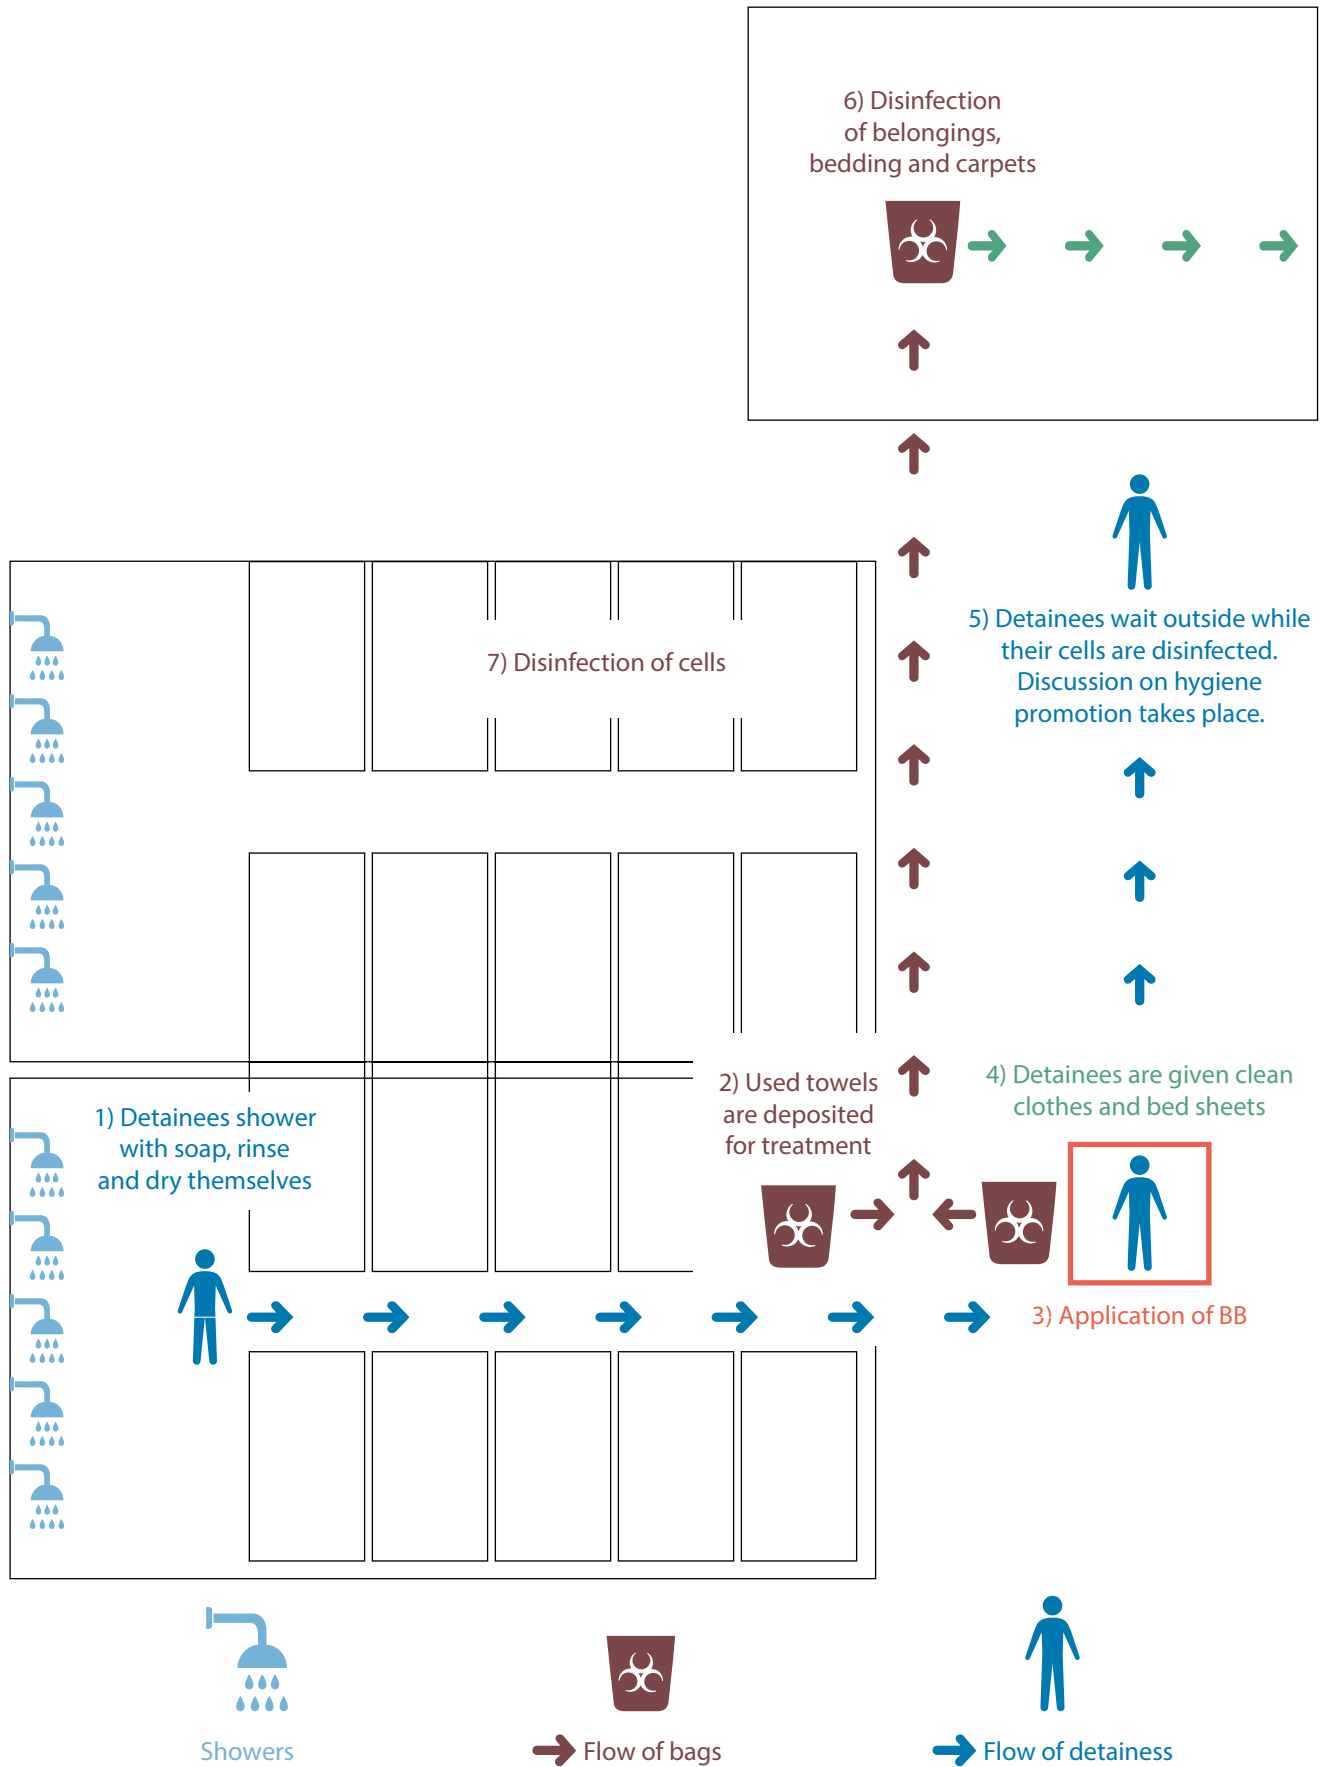 6) Disinfection
of belongings,
bedding and carpets
5) Detainees wait outside while
their cells are disinfected.
Discussion on hygiene
promotion takes place.
7) Disinfection of cells
2) Used towels
are deposited
for treatment
4) Detainees are given clean
clothes and bed sheets
1) Detainees shower
with soap, rinse
and dry themselves
3) Application of BB
Showers
Flow of bags
Flow of detainess